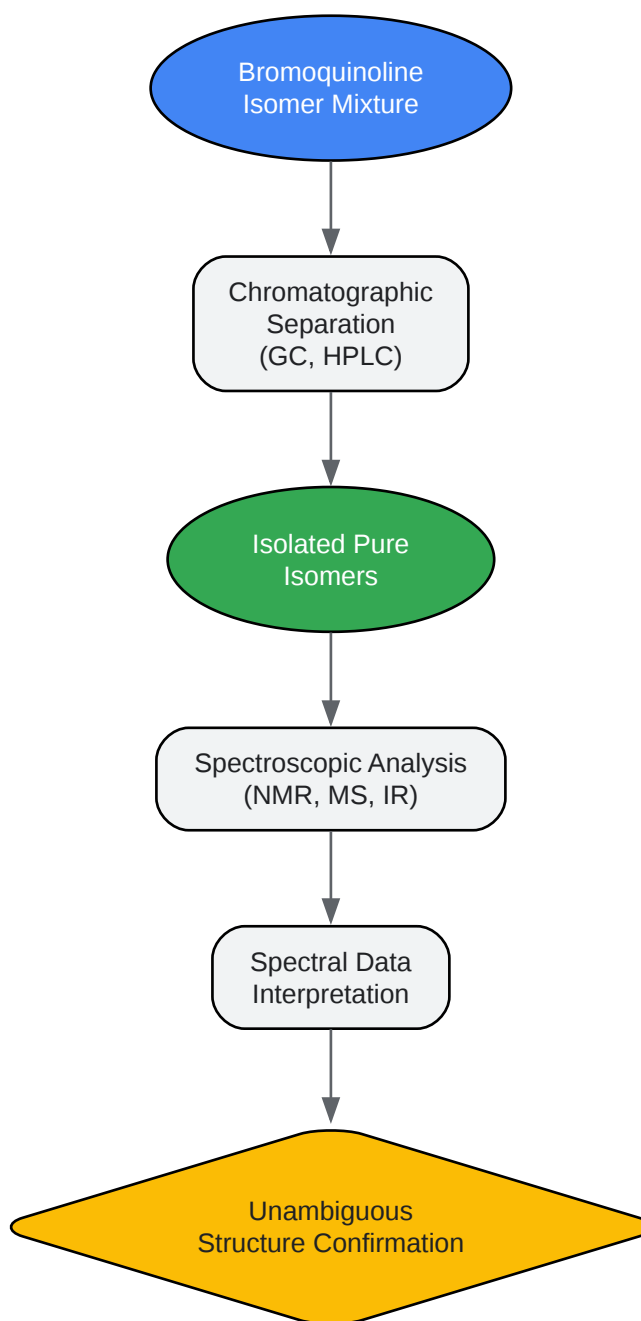 Bromoquinoline
Isomer Mixture
Chromatographic
Separation
(GC, HPLC)
Isolated Pure
Isomers
Spectroscopic Analysis
(NMR, MS, IR)
Spectral Data
Interpretation
Unambiguous
Structure Confirmation